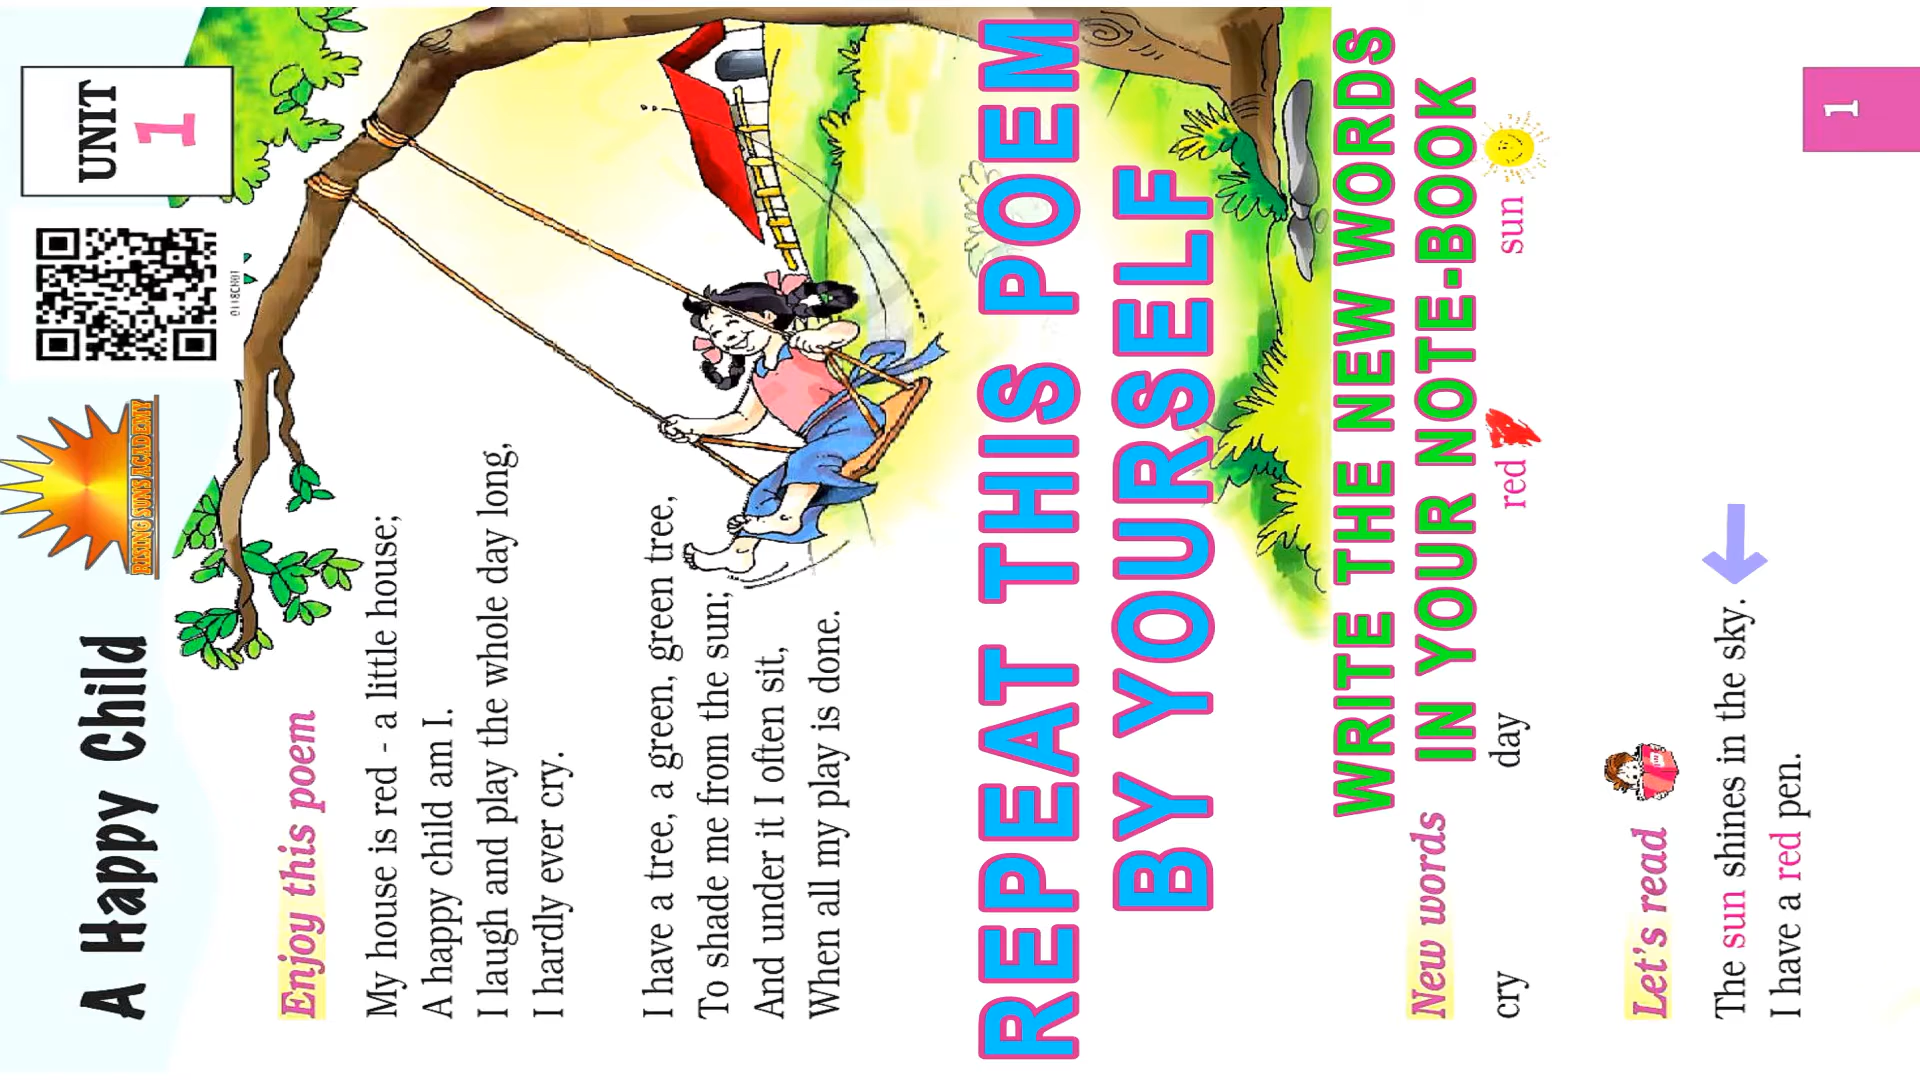 A Happy Child
UNIT
1
0118CH01
RISING SUNS ACADEMY
Enjoy this poem
My house is red - a little house;
A happy child am I.
I laugh and play the whole day long,
I hardly ever cry.
I have a tree, a green, green tree,
To shade me from the sun;
And under it I often sit,
When all my play is done.
REPEAT THIS POEM
BY YOURSELF
WRITE THE NEW WORDS
IN YOUR NOTE-BOOK
New words
cry day red sun
Let's read
The sun shines in the sky.
I have a red pen.
1